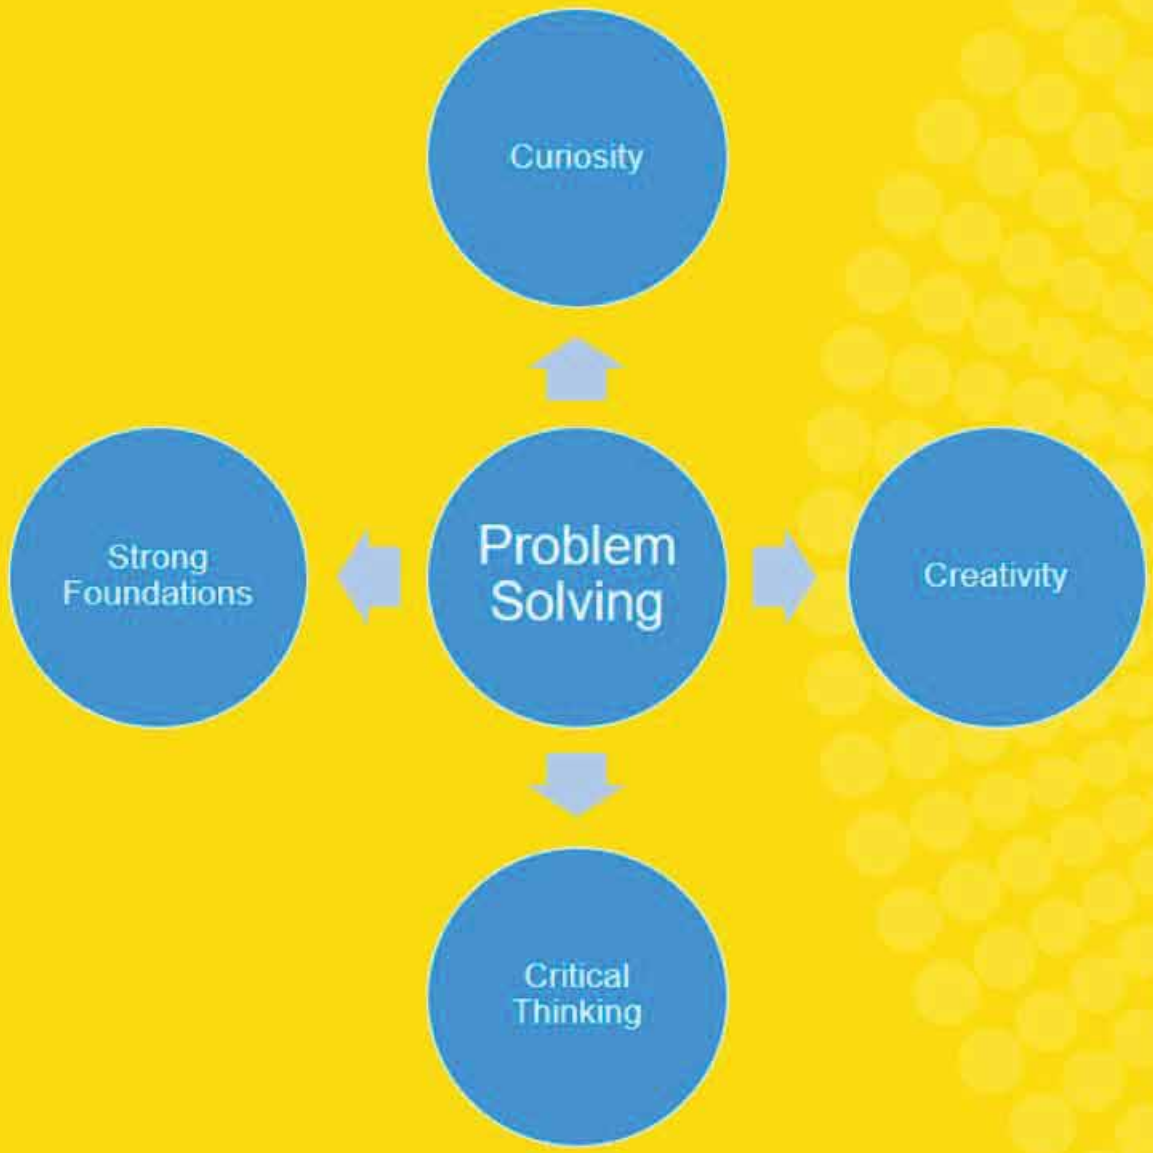 Curiosity
Strong
Foundations
Problem
Solving
Creativity
Critical
Thinking